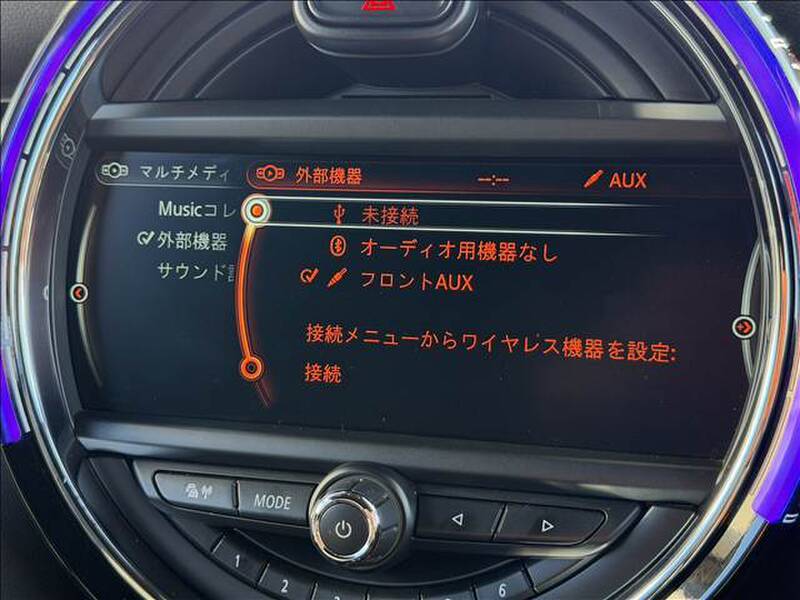 マルチメディ
外部機器
--:--
AUX
Musicコレ
外部機器
サウンド
未接続
オーディオ用機器なし
フロントAUX
接続メニューからワイヤレス機器を設定:
接続
MODE
1
2
6